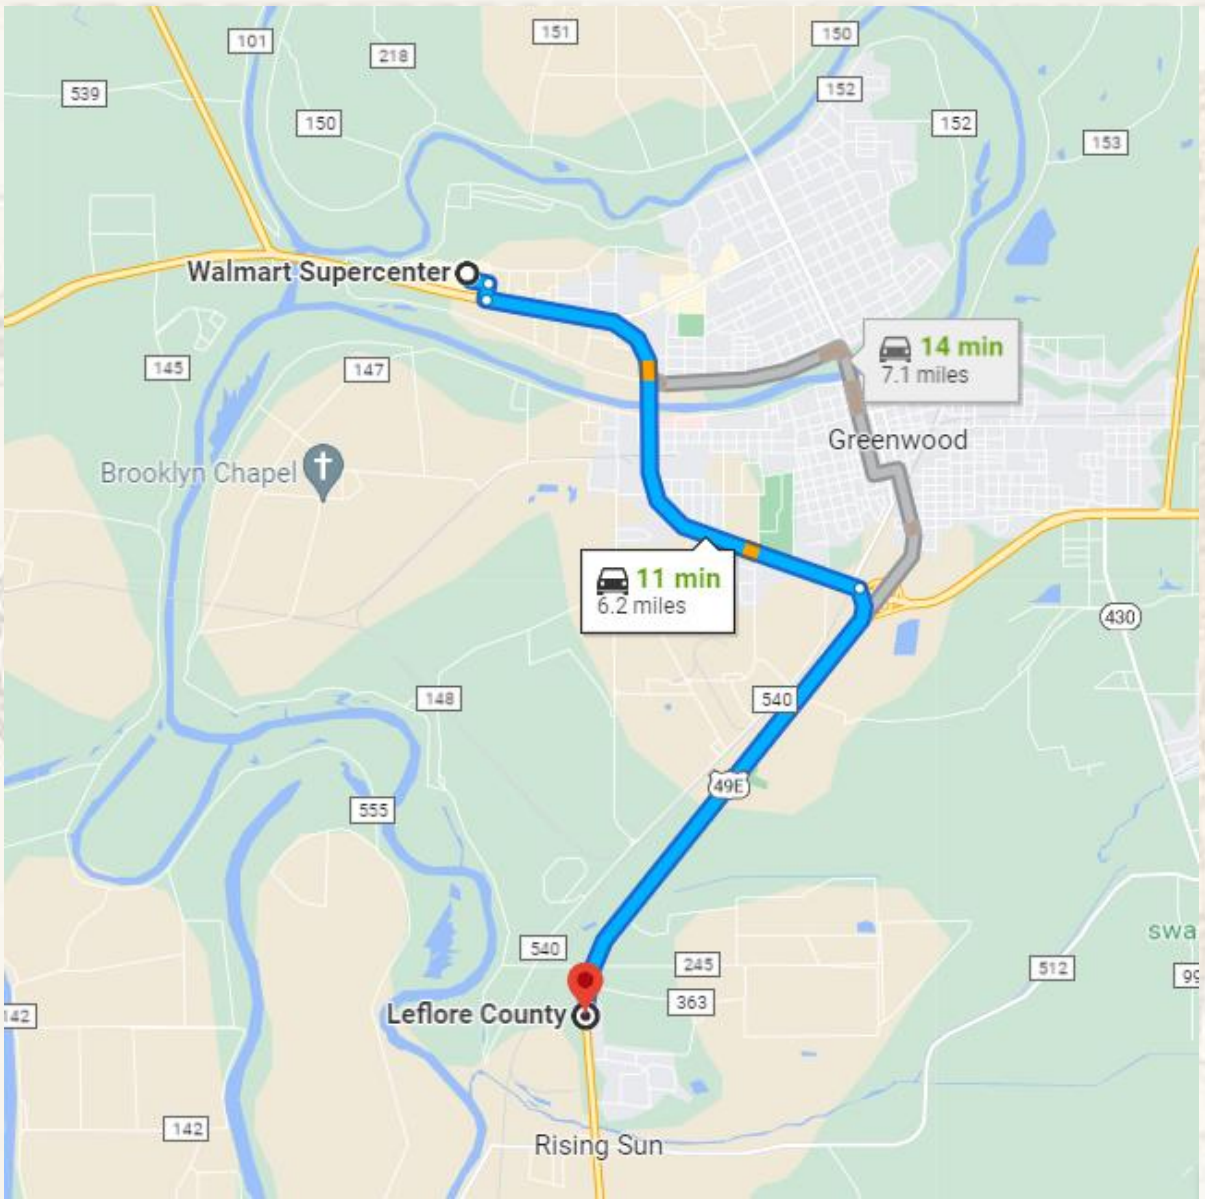 151
150
101
218
539
152
150
152
153
Walmart Supercenter
14 min
7.1 miles
145
147
Greenwood
Brooklyn Chapel
11 min
6.2 miles
430
148
540
49E
555
swa
540
245
512
99
363
142
Leflore County
142
Rising Sun